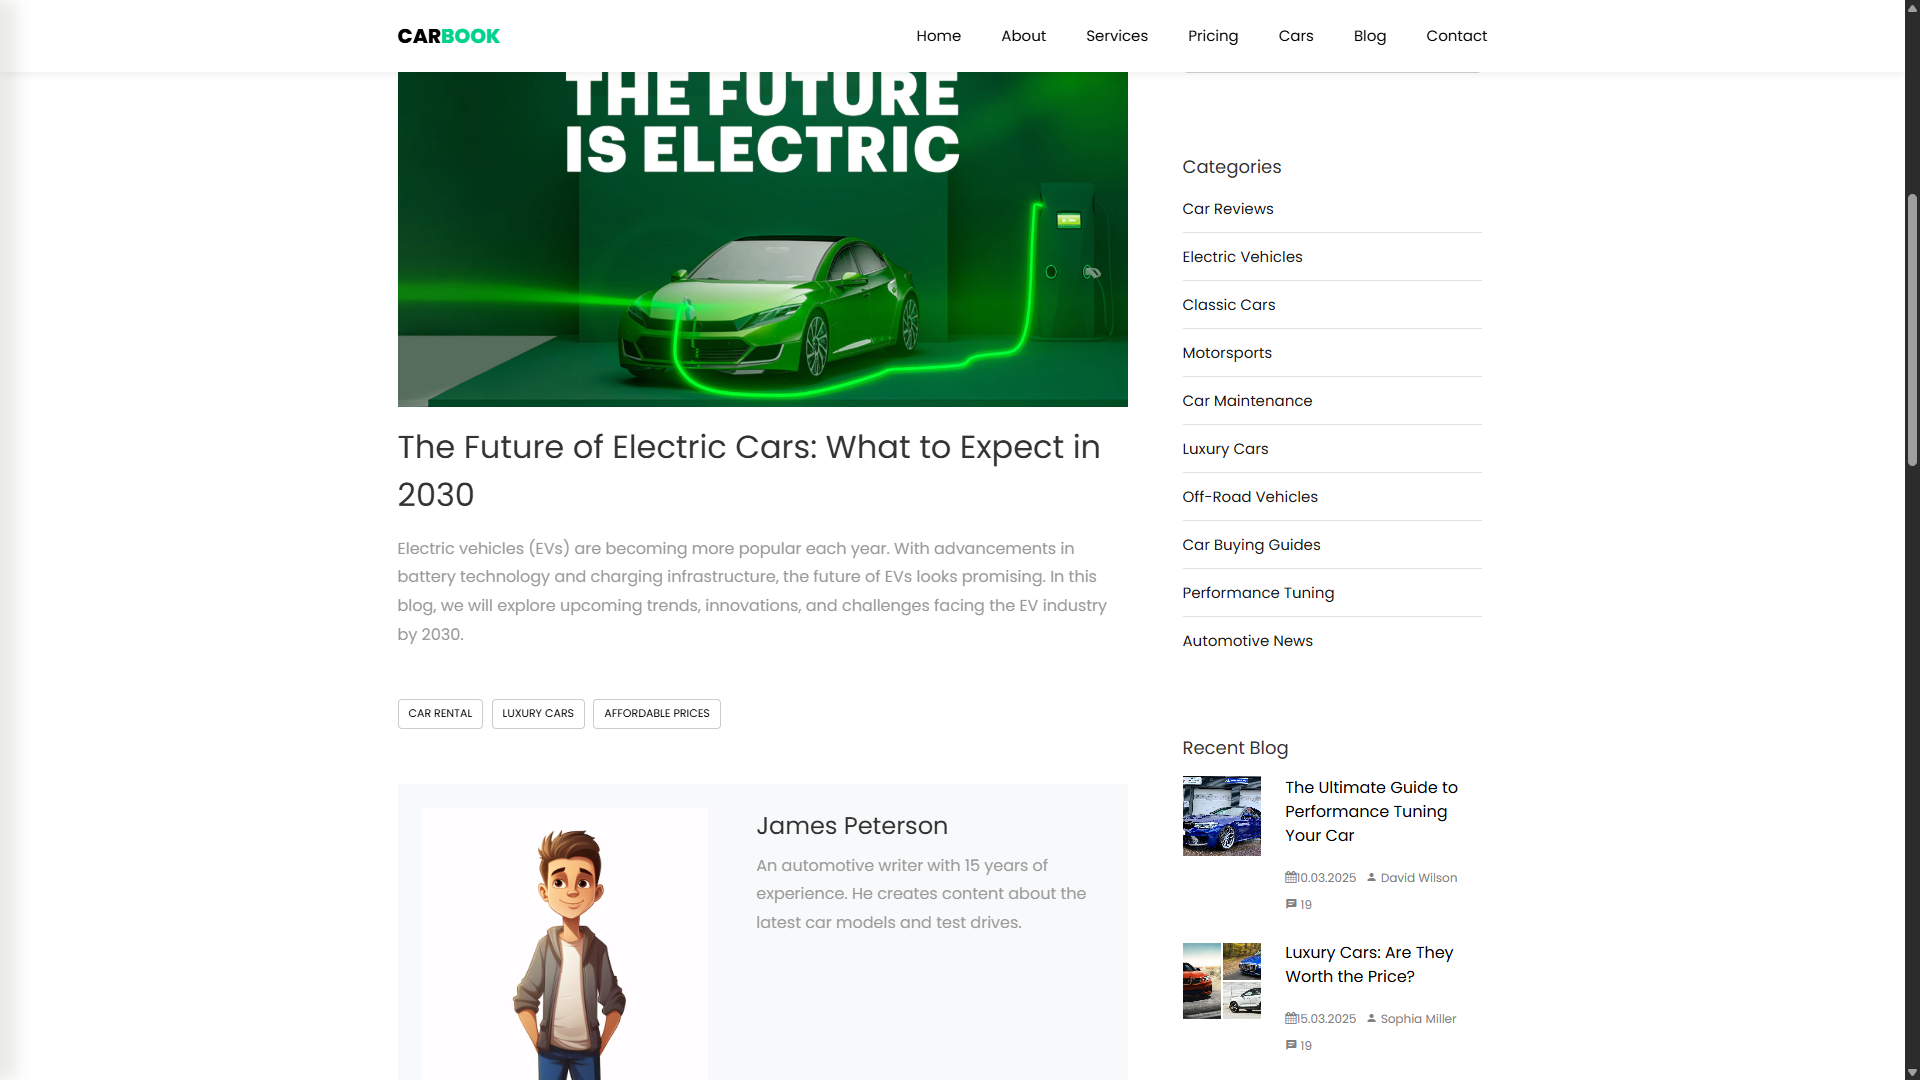 CARBOOK
Home About Services Pricing Cars Blog Contact
THE FUTURE
IS ELECTRIC
The Future of Electric Cars: What to Expect in
2030
Electric vehicles (EVs) are becoming more popular each year. With advancements in
battery technology and charging infrastructure, the future of EVs looks promising. In this
blog, we will explore upcoming trends, innovations, and challenges facing the EV industry
by 2030.
CAR RENTAL
LUXURY CARS
AFFORDABLE PRICES
James Peterson
An automotive writer with 15 years of
experience. He creates content about the
latest car models and test drives.
Categories
Car Reviews
Electric Vehicles
Classic Cars
Motorsports
Car Maintenance
Luxury Cars
Off-Road Vehicles
Car Buying Guides
Performance Tuning
Automotive News
Recent Blog
The Ultimate Guide to
Performance Tuning
Your Car
10.03.2025 David Wilson
19
Luxury Cars: Are They
Worth the Price?
15.03.2025 Sophia Miller
19